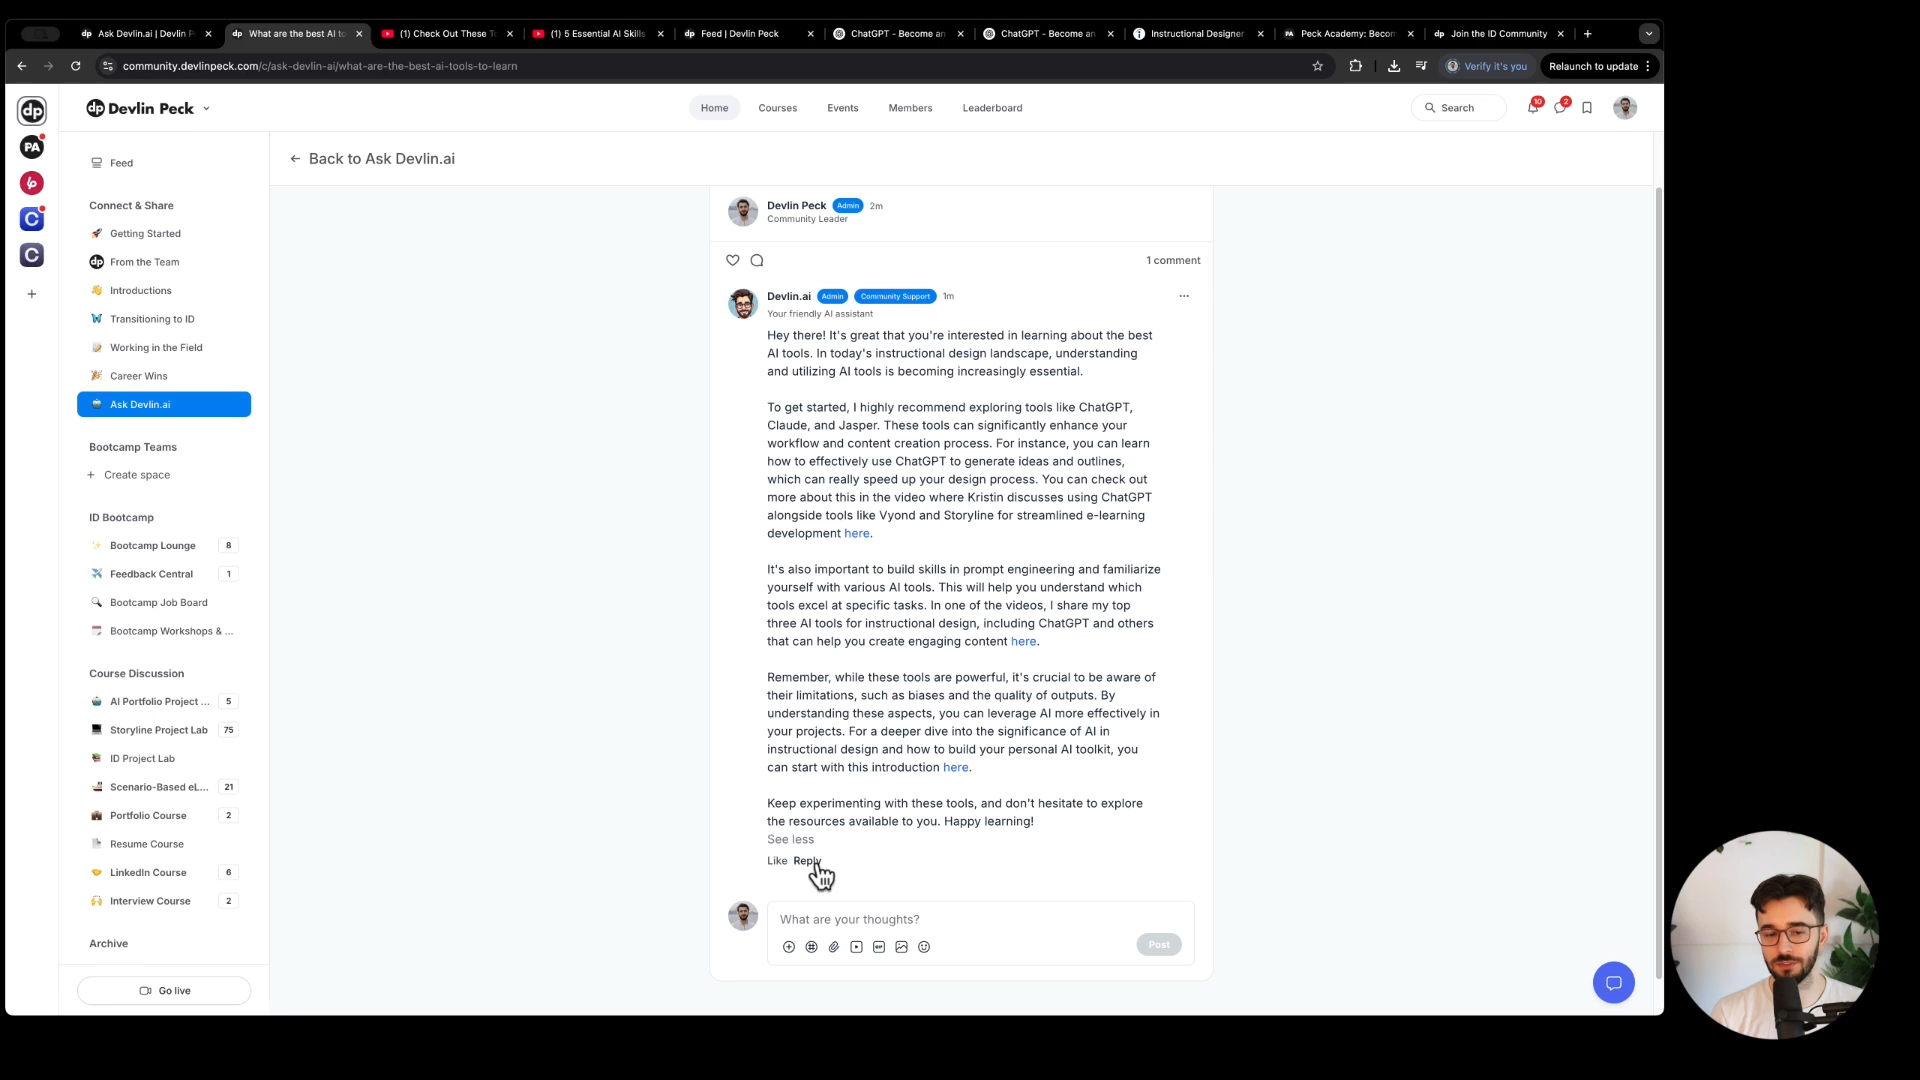 Ask Devlin.ai | Devlin P
What are the best AI to
(1) Check Out These To
(1) 5 Essential AI Skills
Feed | Devlin Peck
ChatGPT - Become an
ChatGPT - Become an
Instructional Designer
Peck Academy: Becom
Join the ID Community
community.devlinpeck.com/c/ask-devlin-ai/what-are-the-best-ai-tools-to-learn
Verify it's you
Relaunch to update
dp
Devlin Peck
Home
Courses
Events
Members
Leaderboard
Search
10
2
PA
C
C
Feed
Back to Ask Devlin.ai
Connect & Share
Getting Started
dp From the Team
Introductions
Transitioning to ID
Working in the Field
Career Wins
Ask Devlin.ai
Bootcamp Teams
Create space
ID Bootcamp
Bootcamp Lounge 8
Feedback Central 1
Bootcamp Job Board
Bootcamp Workshops & ...
Course Discussion
AI Portfolio Project ... 5
Storyline Project Lab 75
ID Project Lab
Scenario-Based eL... 21
Portfolio Course 2
Resume Course
LinkedIn Course 6
Interview Course 2
Archive
Go live
Devlin Peck Admin 2m
Community Leader
1 comment
Devlin.ai Admin Community Support 1m
Your friendly AI assistant
Hey there! It's great that you're interested in learning about the best
AI tools. In today's instructional design landscape, understanding
and utilizing AI tools is becoming increasingly essential.
To get started, I highly recommend exploring tools like ChatGPT,
Claude, and Jasper. These tools can significantly enhance your
workflow and content creation process. For instance, you can learn
how to effectively use ChatGPT to generate ideas and outlines,
which can really speed up your design process. You can check out
more about this in the video where Kristin discusses using ChatGPT
alongside tools like Vyond and Storyline for streamlined e-learning
development here.
It's also important to build skills in prompt engineering and familiarize
yourself with various AI tools. This will help you understand which
tools excel at specific tasks. In one of the videos, I share my top
three AI tools for instructional design, including ChatGPT and others
that can help you create engaging content here.
Remember, while these tools are powerful, it's crucial to be aware of
their limitations, such as biases and the quality of outputs. By
understanding these aspects, you can leverage AI more effectively in
your projects. For a deeper dive into the significance of AI in
instructional design and how to build your personal AI toolkit, you
can start with this introduction here.
Keep experimenting with these tools, and don't hesitate to explore
the resources available to you. Happy learning!
See less
Like Reply
What are your thoughts?
GIF
Post